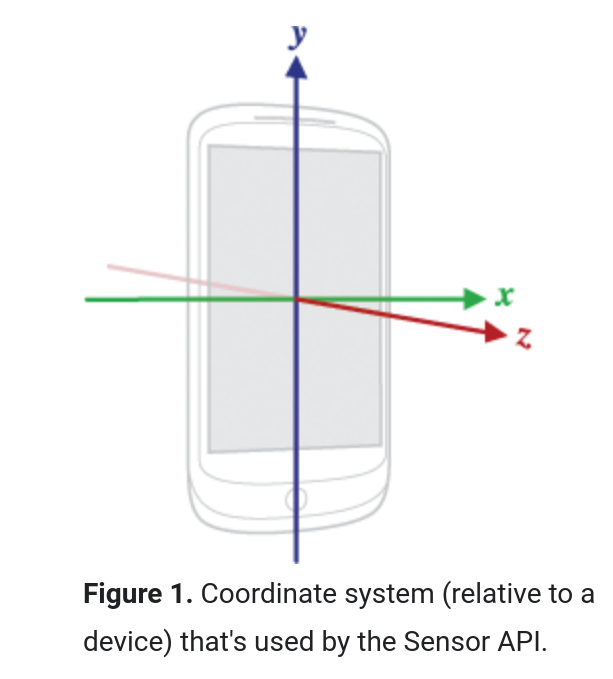 y
x
z
Figure 1. Coordinate system (relative to a
device) that's used by the Sensor API.